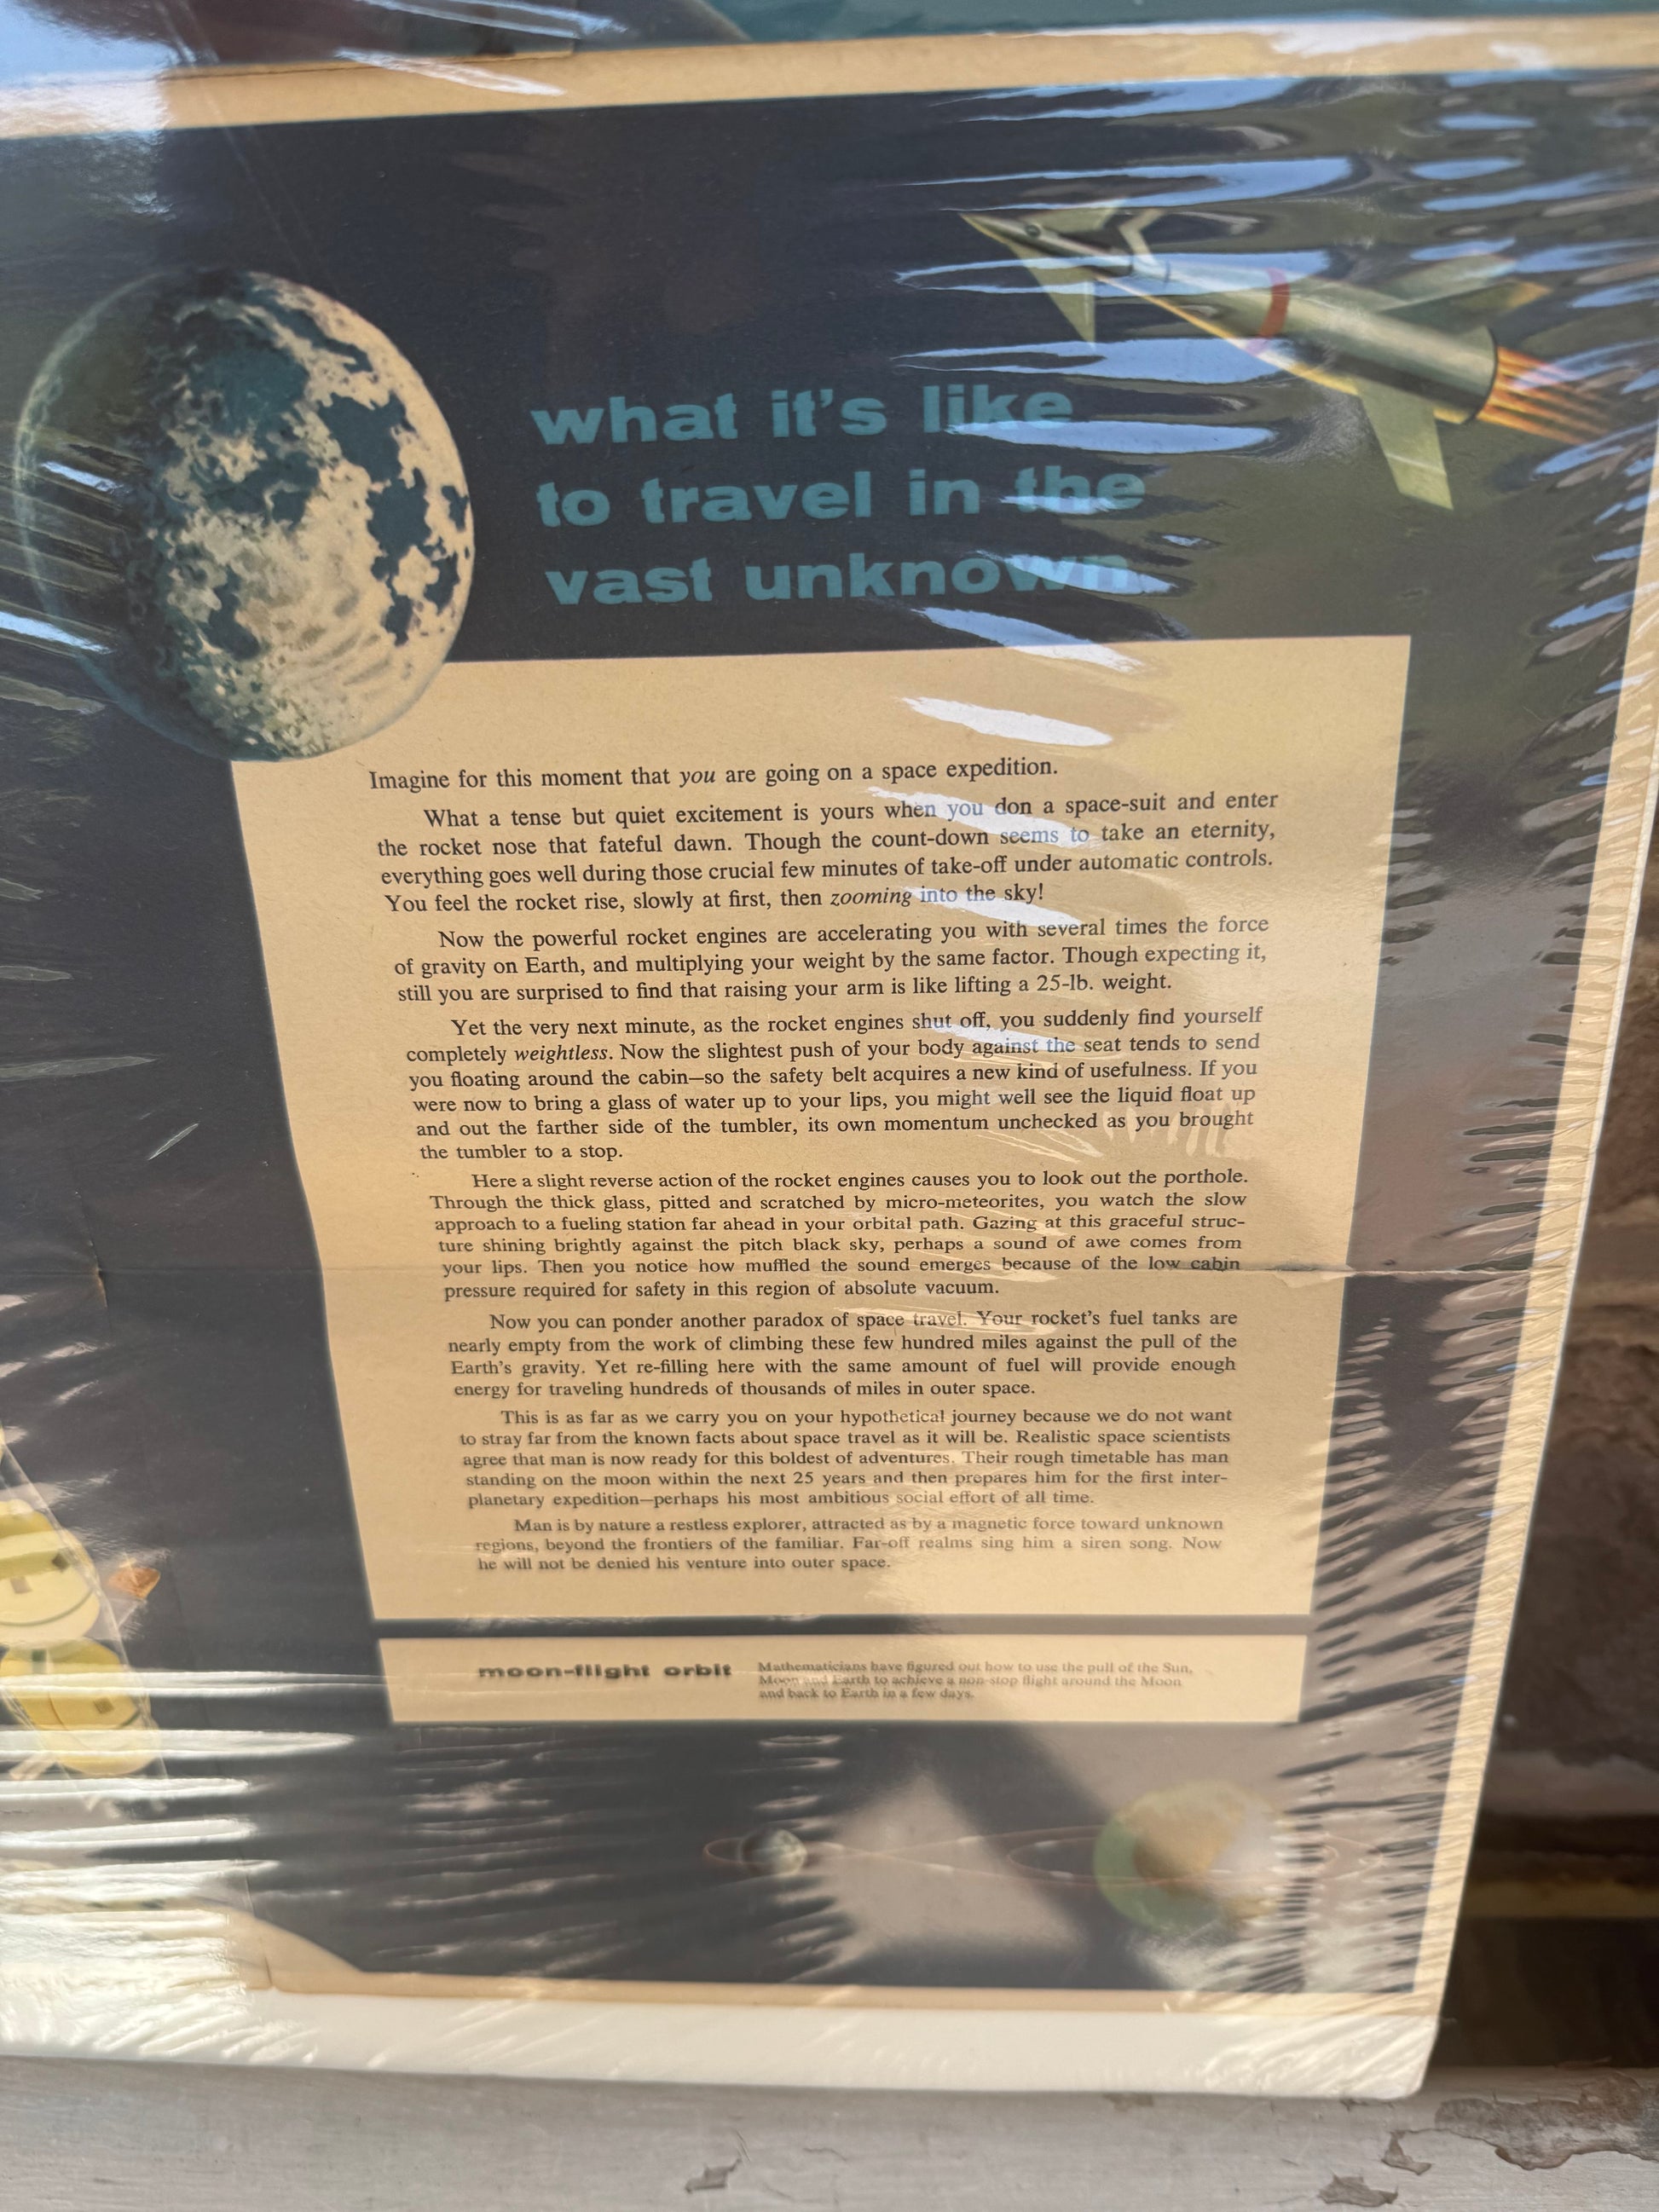 what it's like
to travel in the
vast unknown
Imagine for this moment that you are going on a space expedition.
What a tense but quiet excitement is yours when you don a space-suit and enter
the rocket nose that fateful dawn. Though the count-down seems to take an eternity,
everything goes well during those crucial few minutes of take-off under automatic controls.
You feel the rocket rise, slowly at first, then zooming into the sky!
Now the powerful rocket engines are accelerating you with several times the force
of gravity on Earth, and multiplying your weight by the same factor. Though expecting it,
still you are surprised to find that raising your arm is like lifting a 25-lb. weight.
Yet the very next minute, as the rocket engines shut off, you suddenly find yourself
completely weightless. Now the slightest push of your body against the seat tends to send
you floating around the cabin—so the safety belt acquires a new kind of usefulness. If you
were now to bring a glass of water up to your lips, you might well see the liquid float up
and out the farther side of the tumbler, its own momentum unchecked as you brought
the tumbler to a stop.
Here a slight reverse action of the rocket engines causes you to look out the porthole.
Through the thick glass, pitted and scratched by micro-meteorites, you watch the slow
approach to a fueling station far ahead in your orbital path. Gazing at this graceful struc-
ture shining brightly against the pitch black sky, perhaps a sound of awe comes from
your lips. Then you notice how muffled the sound emerges because of the low cabin
pressure required for safety in this region of absolute vacuum.
Now you can ponder another paradox of space travel. Your rocket's fuel tanks are
nearly empty from the work of climbing these few hundred miles against the pull of the
Earth's gravity. Yet re-filling here with the same amount of fuel will provide enough
energy for traveling hundreds of thousands of miles in outer space.
This is as far as we carry you on your hypothetical journey because we do not want
to stray far from the known facts about space travel as it will be. Realistic space scientists
agree that man is now ready for this boldest of adventures. Their rough timetable has man
standing on the moon within the next 25 years and then prepares him for the first inter-
planetary expedition—perhaps his most ambitious social effort of all time.
Man is by nature a restless explorer, attracted as by a magnetic force toward unknown
regions, beyond the frontiers of the familiar. Far-off realms sing him a siren song. Now
he will not be denied his venture into outer space.
moon-flight orbit
Mathematicians have figured out how to use the pull of the Sun,
Moon and Earth to achieve a non-stop flight around the Moon
and back to Earth in a few days.